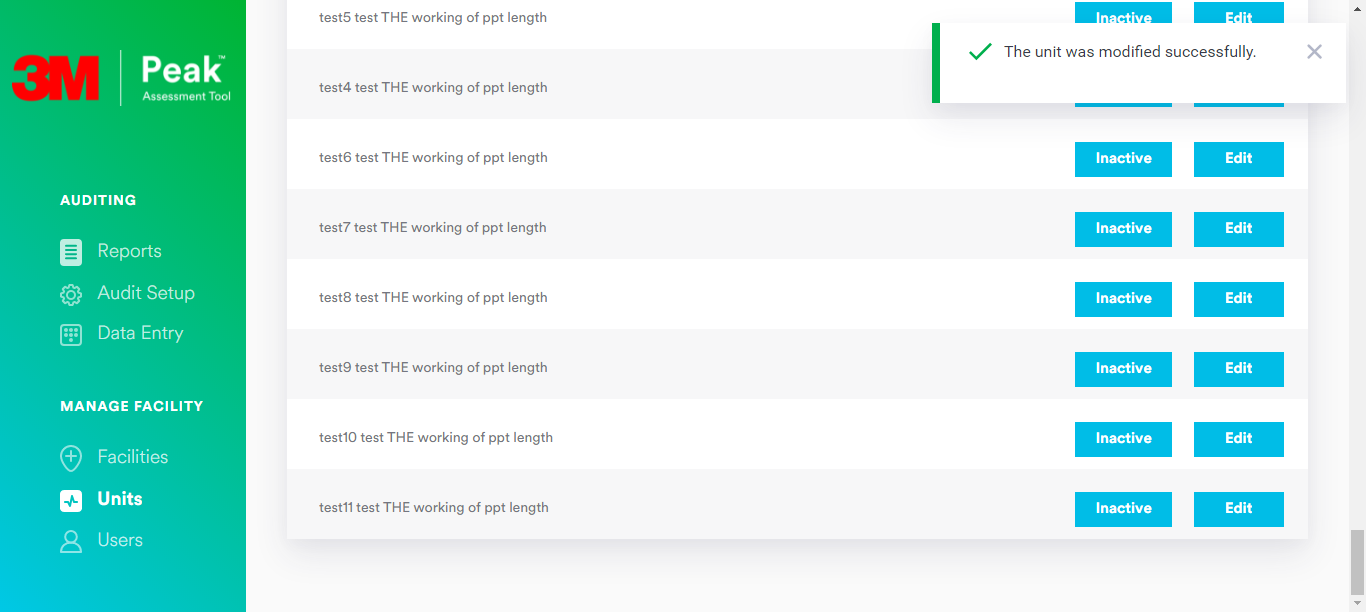 3M
Peak™
Assessment Tool
AUDITING
Reports
Audit Setup
Data Entry
MANAGE FACILITY
Facilities
Units
Users
test5 test THE working of ppt length
Inactive Edit
The unit was modified successfully.
test4 test THE working of ppt length
test6 test THE working of ppt length
Inactive Edit
test7 test THE working of ppt length
Inactive Edit
test8 test THE working of ppt length
Inactive Edit
test9 test THE working of ppt length
Inactive Edit
test10 test THE working of ppt length
Inactive Edit
test11 test THE working of ppt length
Inactive Edit